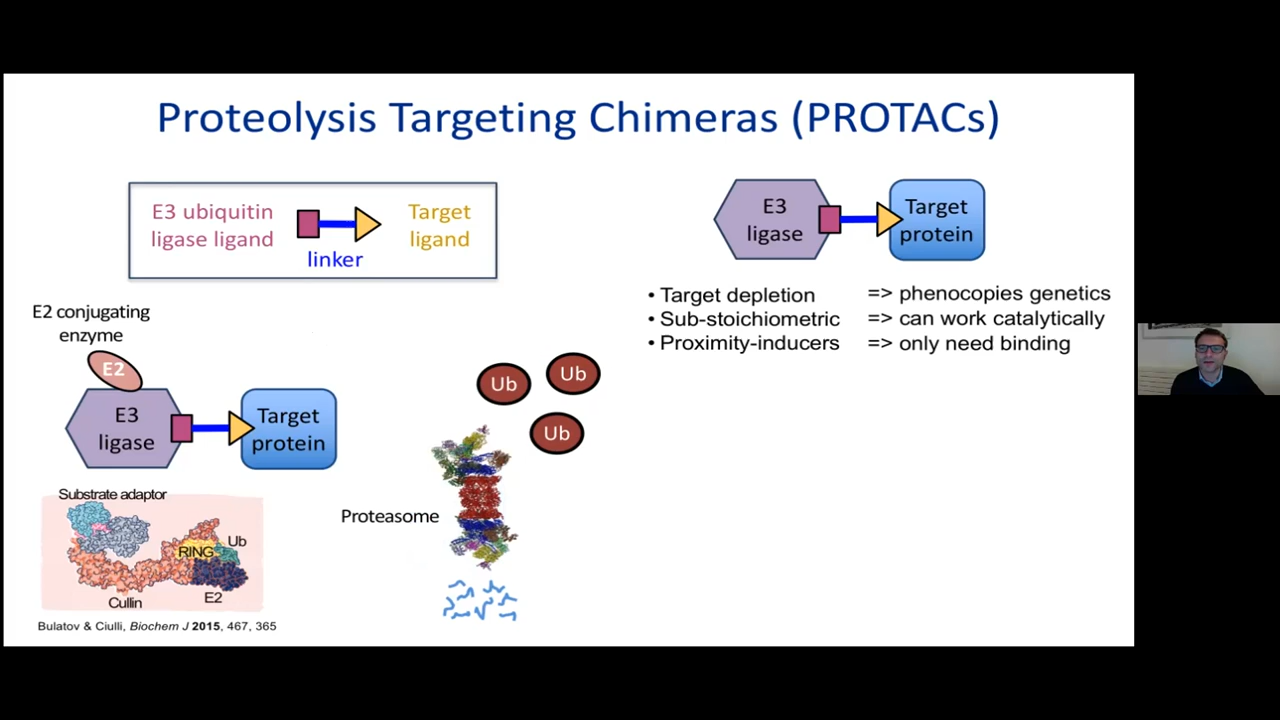 Proteolysis Targeting Chimeras (PROTACs)
E3 ubiquitin
ligase ligand
linker
Target
ligand
E2 conjugating
enzyme
E2
E3
ligase
Target
protein
Substrate adaptor
RING
Ub
Cullin
E2
Bulatov & Ciulli, Biochem J 2015, 467, 365
Ub
Ub
Ub
Proteasome
E3
ligase
Target
protein
• Target depletion => phenocopies genetics
• Sub-stoichiometric => can work catalytically
• Proximity-inducers => only need binding